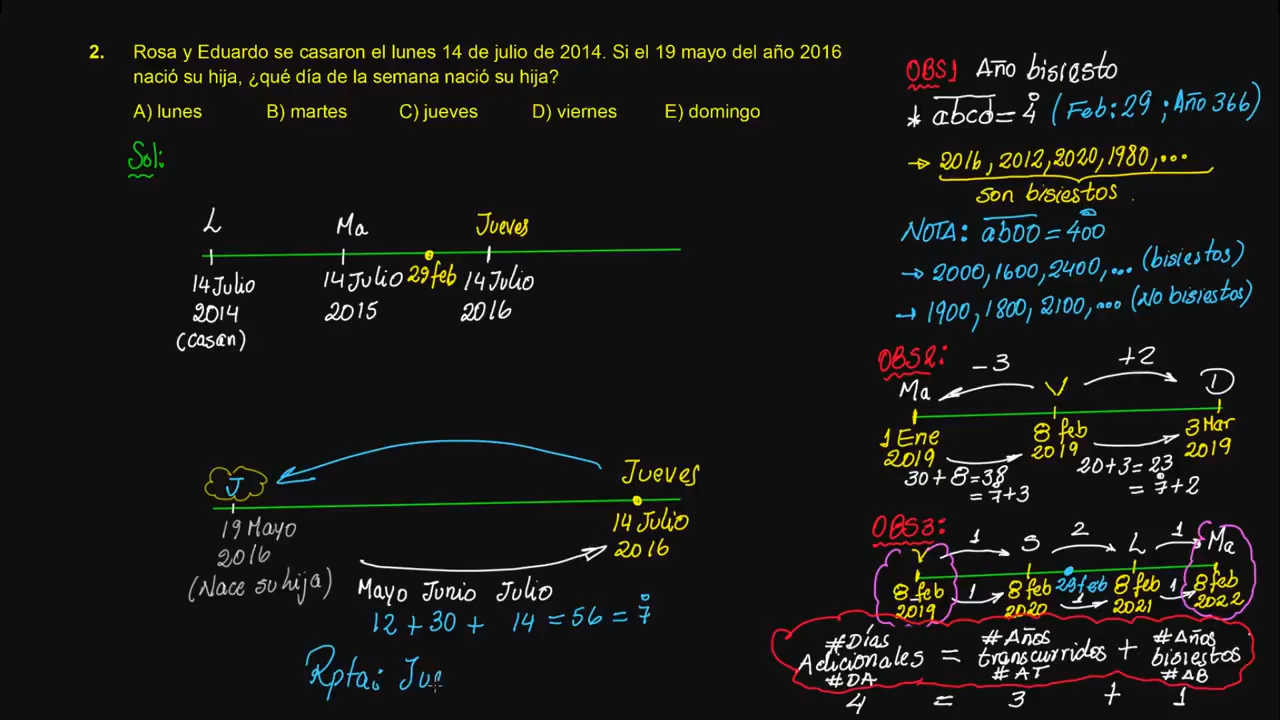 2. Rosa y Eduardo se casaron el lunes 14 de julio de 2014. Si el 19 mayo del año 2016
nació su hija, ¿qué día de la semana nació su hija?
A) lunes B) martes C) jueves D) viernes E) domingo
Sol:
L Ma Jueves
14 Julio 14 Julio 29 feb 14 Julio
2014 2015 2016
(casan)
J Jueves
19 Mayo 14 Julio
2016 2016
(Nace su hija)
Mayo Junio Julio
12 + 30 + 14 = 56 = 7°
Rpta: Jue
OBS1 Año bisiesto
* abcd = 4° (Feb: 29 ; Año 366)
→ 2016, 2012, 2020, 1980, ...
son bisiestos.
NOTA: ab00 = 400°
→ 2000, 1600, 2400, ... (bisiestos)
→ 1900, 1800, 2100, ... (No bisiestos)
OBS2:
-3 +2
Ma V D
1 Ene 8 feb 3 Mar
2019 2019 2019
30+8=38 20+3=23
= 7°+3 = 7°+2
OBS3:
V 1 S 2 L 1 Ma
8 feb 8 feb 29 feb 8 feb 8 feb
2019 1 2020 1 2021 1 2022
#Días Adicionales = #Años transcurridos + #Años bisiestos
#DA #AT #AB
4 = 3 + 1